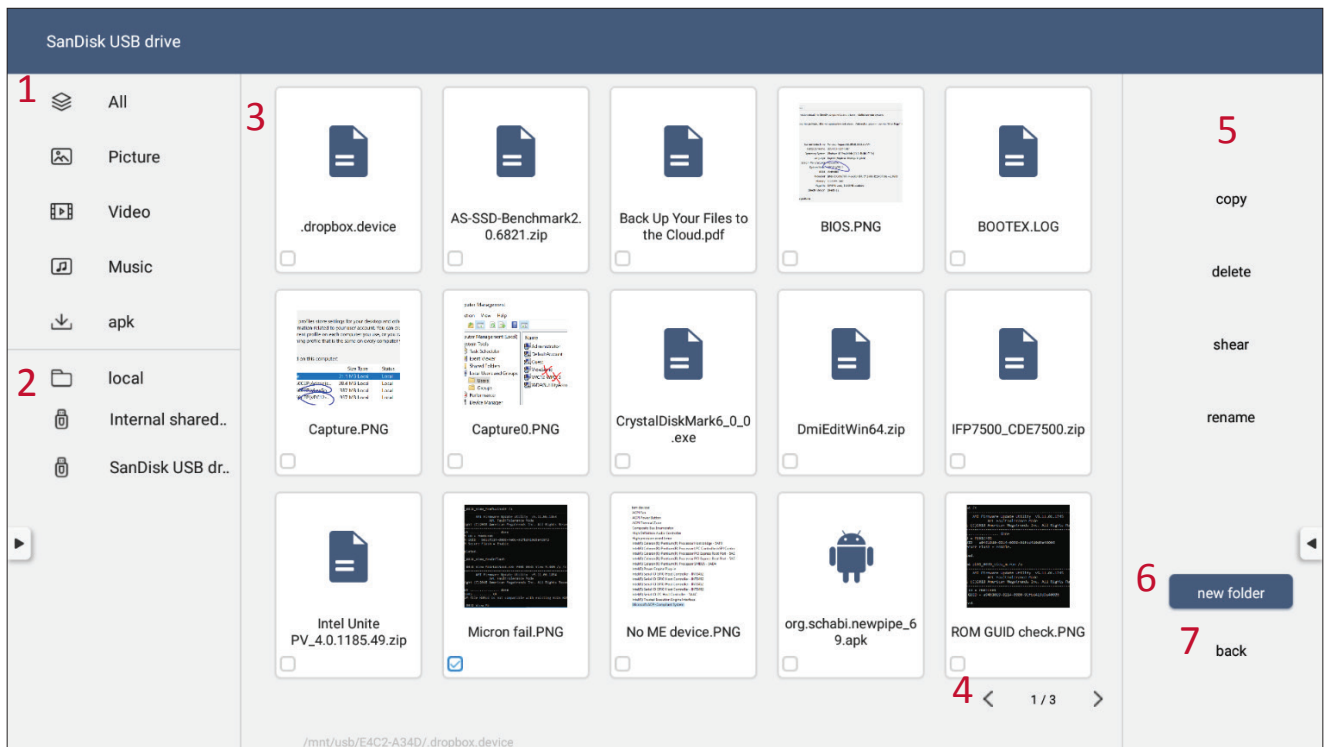 SanDisk USB drive
1
All
Picture
Video
Music
apk
2
local
Internal shared..
SanDisk USB dr..
3
.dropbox.device
AS-SSD-Benchmark2.
0.6821.zip
Back Up Your Files to
the Cloud.pdf
BIOS.PNG
BOOTEX.LOG
Capture.PNG
Capture0.PNG
CrystalDiskMark6_0_0
.exe
DmiEditWin64.zip
IFP7500_CDE7500.zip
Intel Unite
PV_4.0.1185.49.zip
Micron fail.PNG
No ME device.PNG
org.schabi.newpipe_6
9.apk
ROM GUID check.PNG
4
1 / 3
/mnt/usb/E4C2-A34D/.dropbox.device
5
copy
delete
shear
rename
6
new folder
7
back